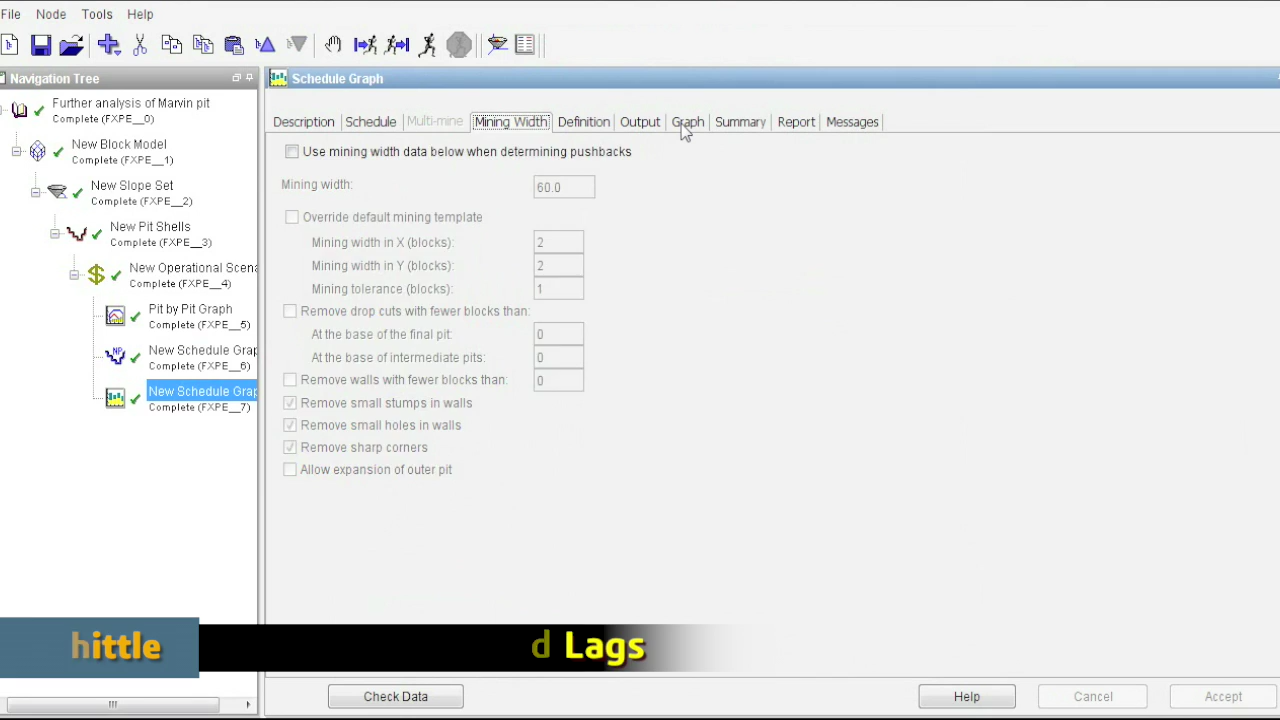 File Node Tools Help
Navigation Tree
Further analysis of Marvin pit
Complete (FXPE__0)
New Block Model
Complete (FXPE__1)
New Slope Set
Complete (FXPE__2)
New Pit Shells
Complete (FXPE__3)
New Operational Scena
Complete (FXPE__4)
Pit by Pit Graph
Complete (FXPE__5)
NP
New Schedule Grap
Complete (FXPE__6)
New Schedule Grap
Complete (FXPE__7)
Schedule Graph
Description Schedule Multi-mine Mining Width Definition Output Graph Summary Report Messages
Use mining width data below when determining pushbacks
Mining width: 60.0
Override default mining template
Mining width in X (blocks): 2
Mining width in Y (blocks): 2
Mining tolerance (blocks): 1
Remove drop cuts with fewer blocks than:
At the base of the final pit: 0
At the base of intermediate pits: 0
Remove walls with fewer blocks than: 0
Remove small stumps in walls
Remove small holes in walls
Remove sharp corners
Allow expansion of outer pit
hittle d Lags
Check Data Help Cancel Accept